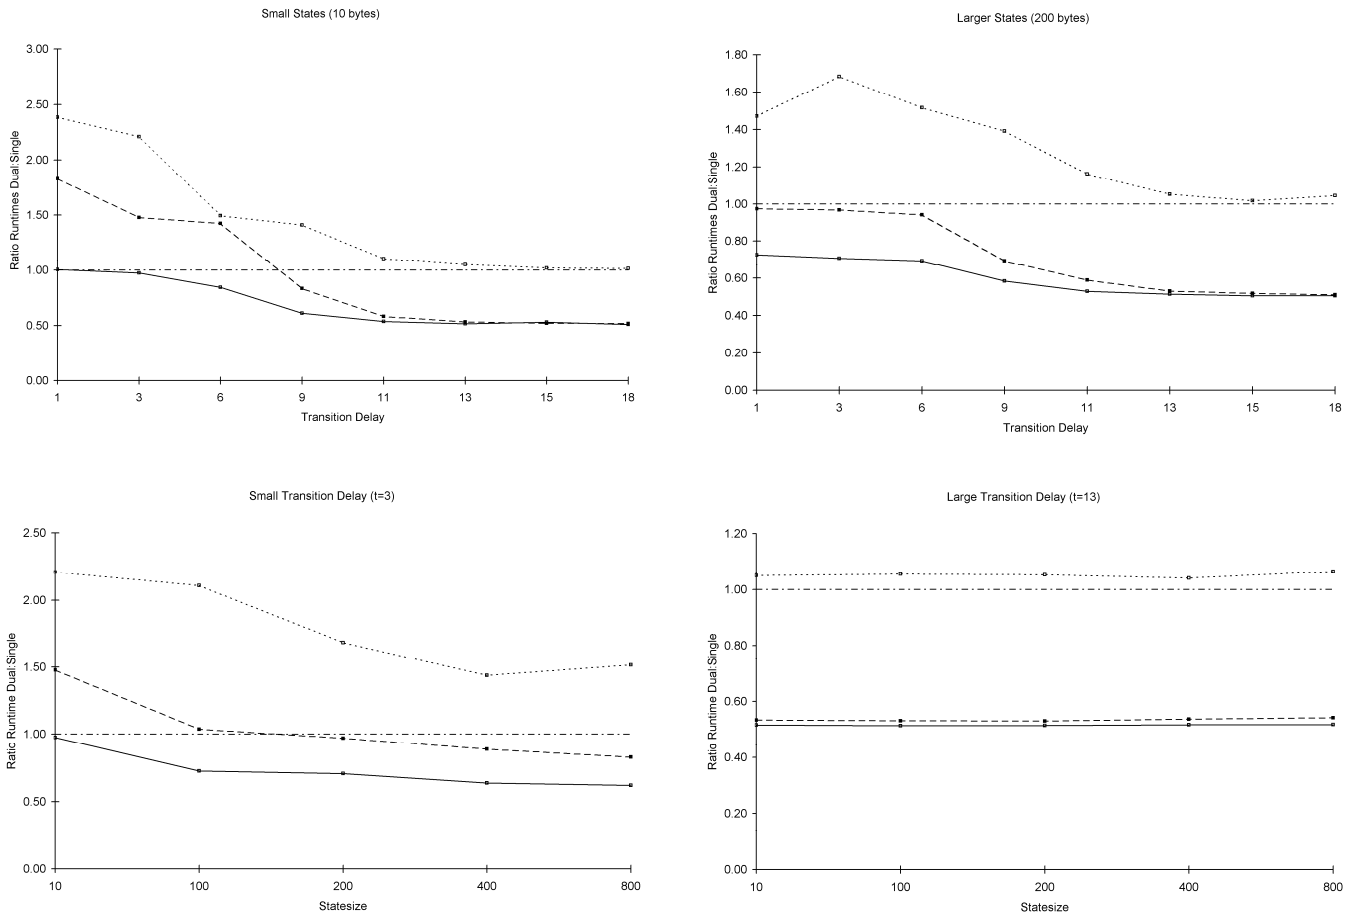 Small States (10 bytes)
3.00
2.50
2.00
1.50
1.00
0.50
0.00
Ratio Runtimes Dual:Single
1 3 6 9 11 13 15 18
Transition Delay
Larger States (200 bytes)
1.80
1.60
1.40
1.20
1.00
0.80
0.60
0.40
0.20
0.00
Ratio Runtimes Dual:Single
1 3 6 9 11 13 15 18
Transition Delay
Small Transition Delay (t=3)
2.50
2.00
1.50
1.00
0.50
0.00
Ratio Runtime Dual:Single
10 100 200 400 800
Statesize
Large Transition Delay (t=13)
1.20
1.00
0.80
0.60
0.40
0.20
0.00
Ratio Runtime Dual:Single
10 100 200 400 800
Statesize